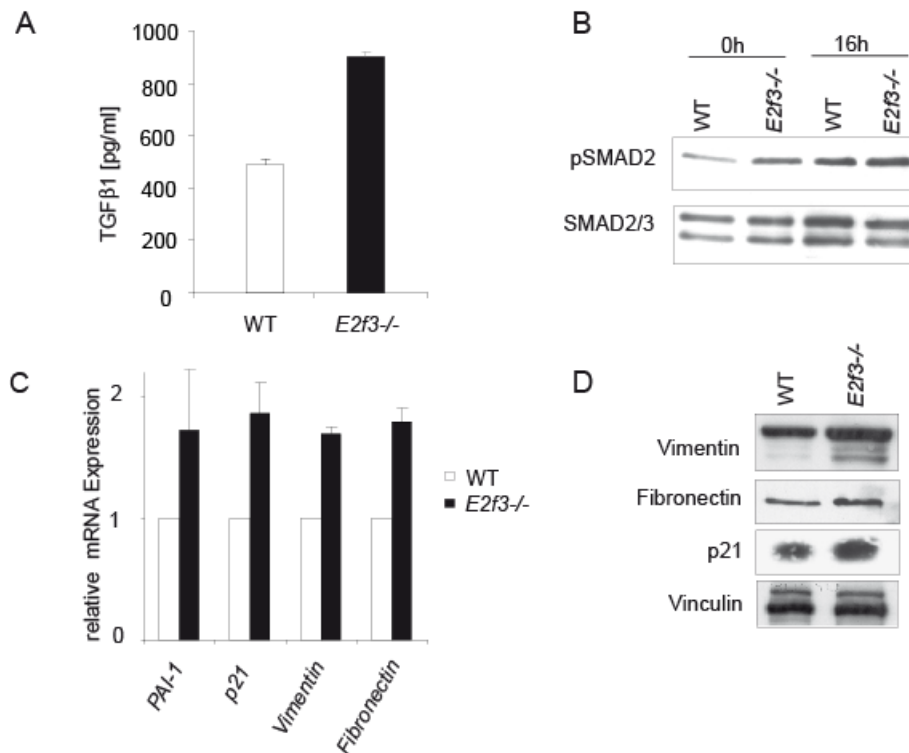 A
TGFβ1 [pg/ml]
1000
800
600
400
200
0
WT
E2f3-/-
B
0h
16h
WT
E2f3-/-
WT
E2f3-/-
pSMAD2
SMAD2/3
C
relative mRNA Expression
2
1
0
PAI-1
p21
Vimentin
Fibronectin
WT
E2f3-/-
D
WT
E2f3-/-
Vimentin
Fibronectin
p21
Vinculin